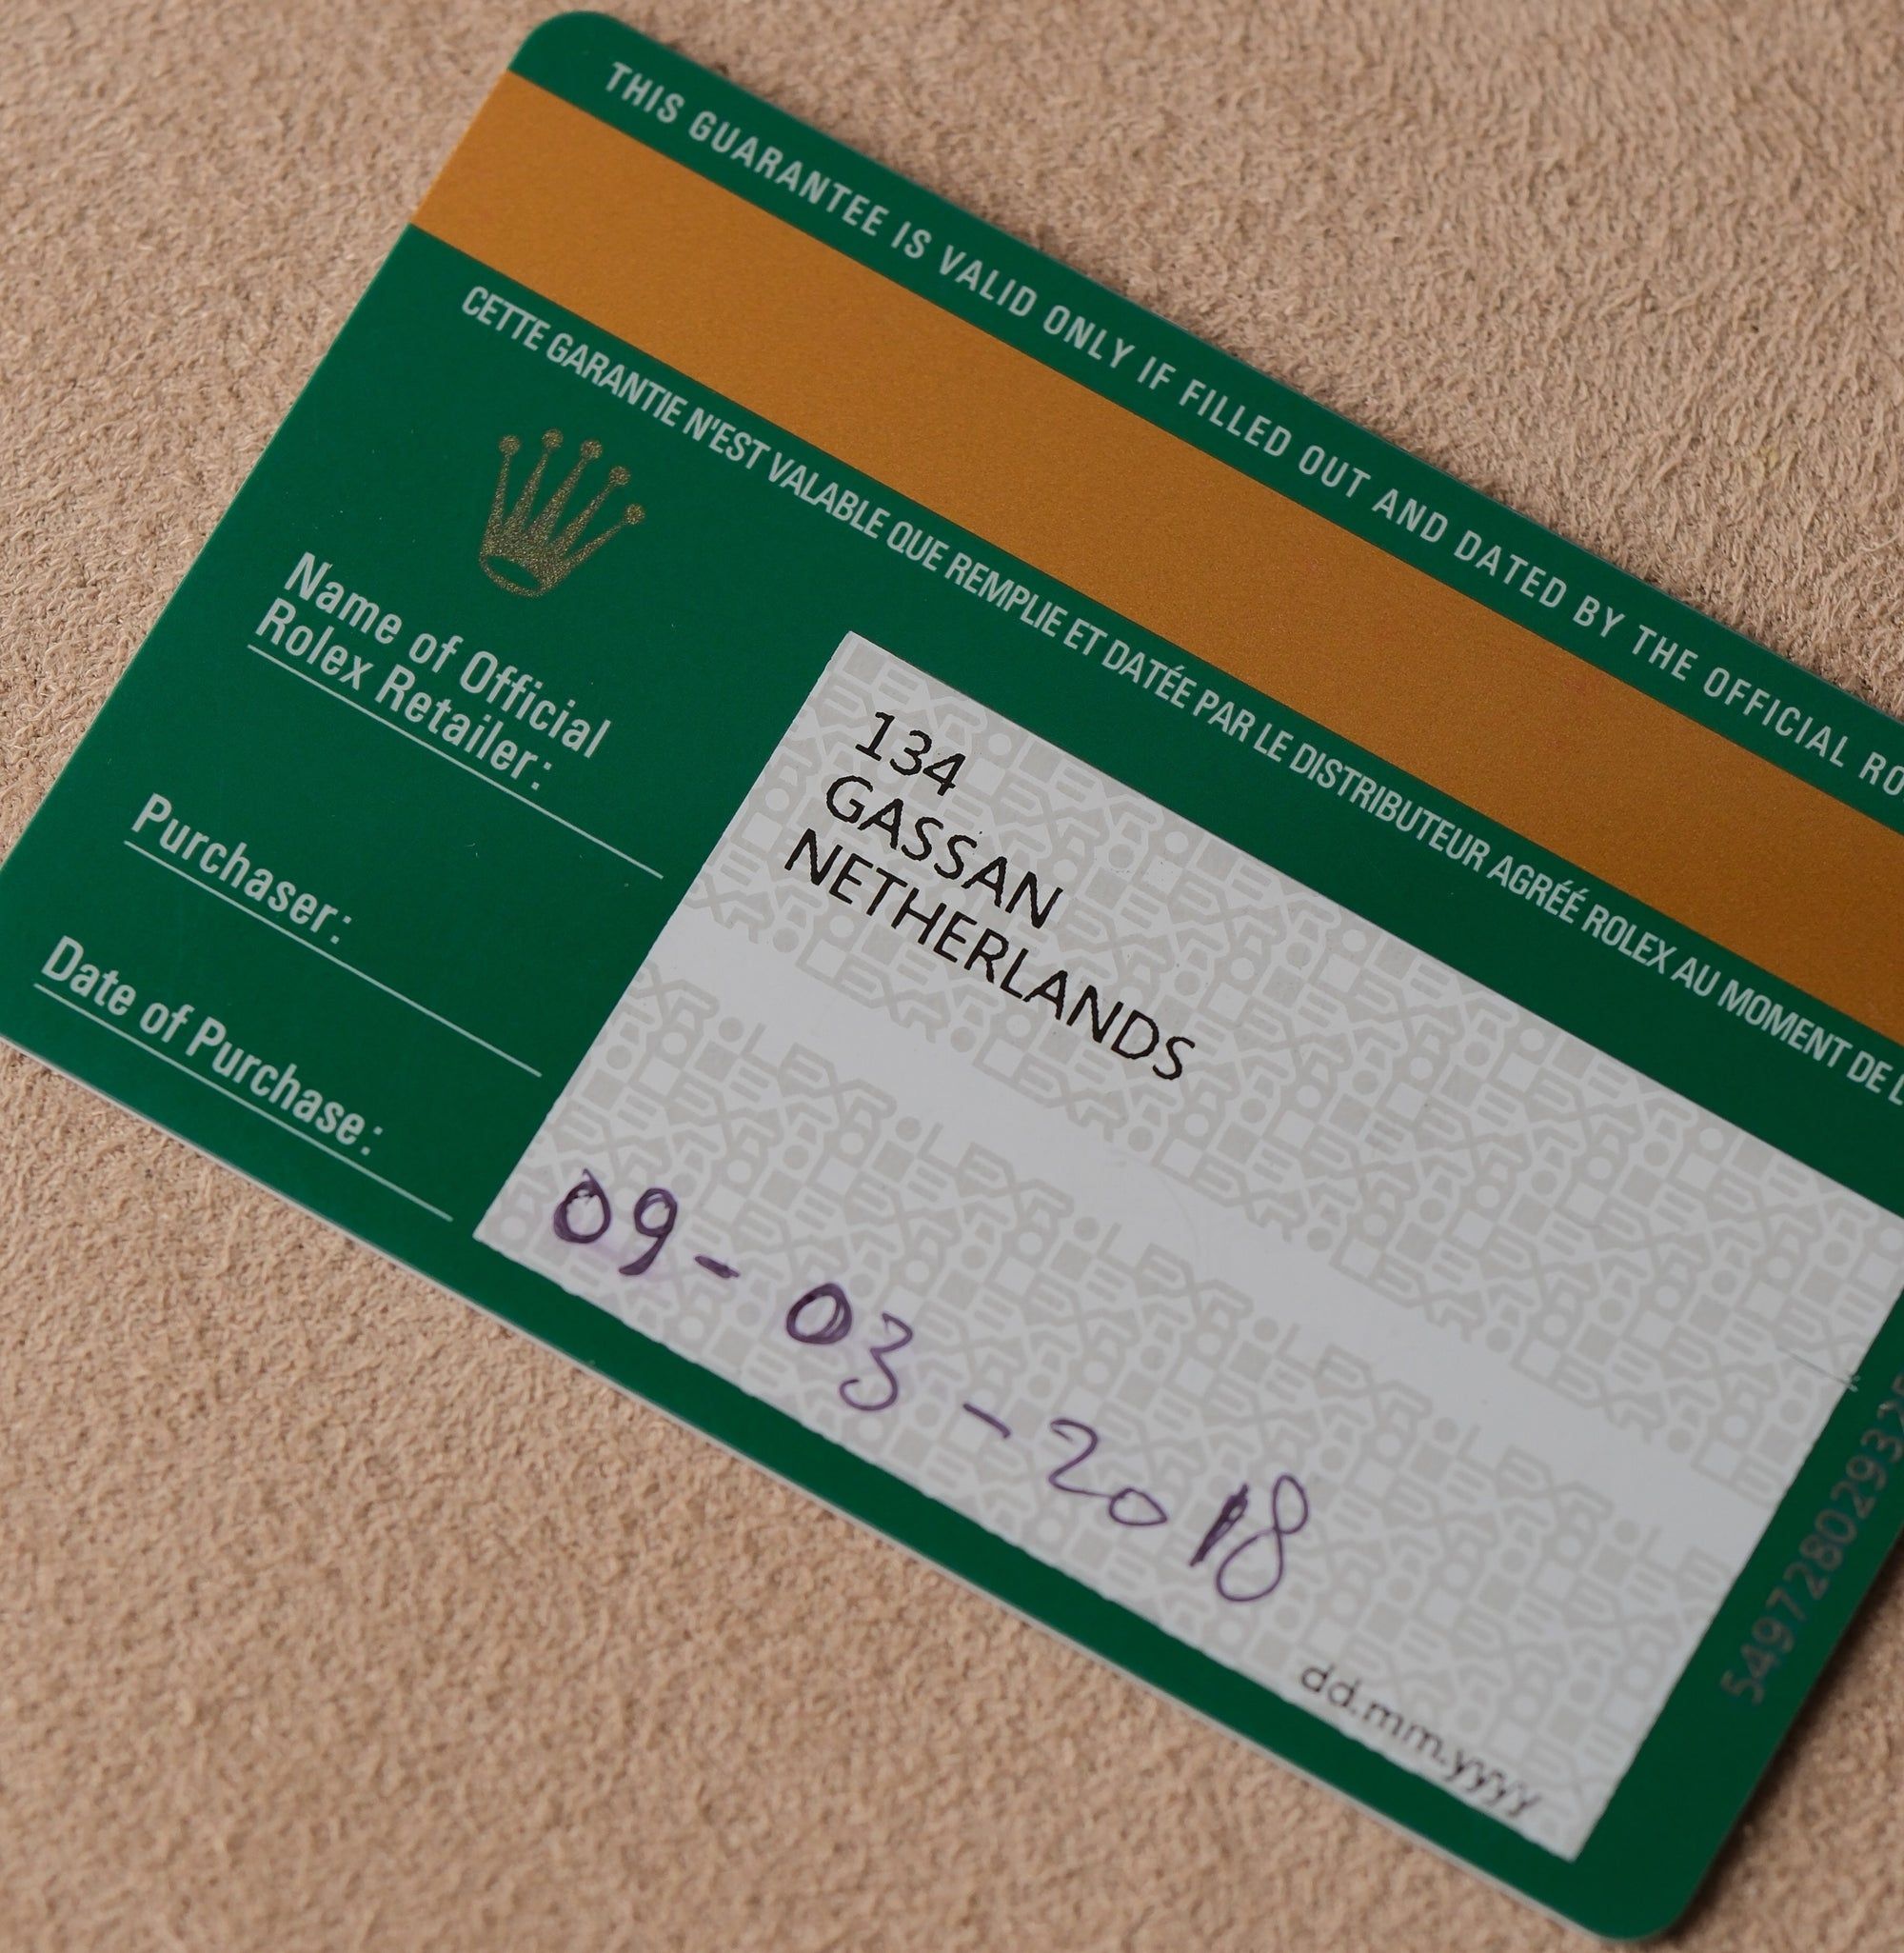 THIS GUARANTEE IS VALID ONLY IF FILLED OUT AND DATED BY THE OFFICIAL RO
CETTE GARANTIE N'EST VALABLE QUE REMPLIE ET DATÉE PAR LE DISTRIBUTEUR AGRÉÉ ROLEX AU MOMENT DE L
Name of Official
Rolex Retailer:
134
GASSAN
NETHERLANDS
Purchaser:
Date of Purchase:
09-03-2018
dd.mm.yyyy